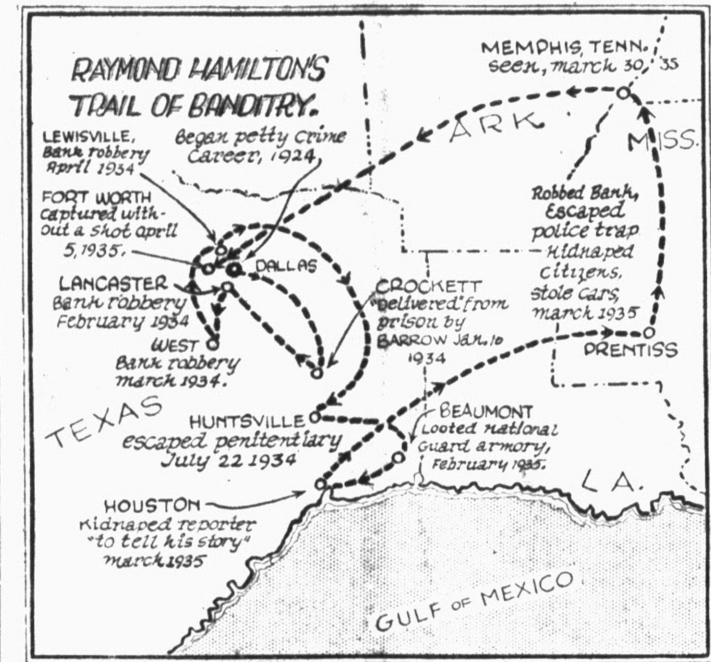 RAYMOND HAMILTON'S
TRAIL OF BANDITRY.
MEMPHIS, TENN.
seen, march 30, '35
ARK
MISS.
LEWISVILLE,
Bank robbery
April 1934
Began petty crime
career, 1924,
FORT WORTH
captured with-
out a shot april
5, 1935.
DALLAS
LANCASTER
Bank robbery
February 1934
WEST
Bank robbery
march 1934.
CROCKETT
"Delivered" from
prison by
BARROW Jan. 16
1934
Robbed Bank,
Escaped
police trap
Kidnaped
citizens,
stole cars,
march 1935
PRENTISS
TEXAS
HUNTSVILLE
escaped penitentiary
July 22 1934
BEAUMONT
Looted national
Guard armory,
February 1935.
HOUSTON
Kidnaped reporter
"to tell his story"
march 1935
LA.
GULF OF MEXICO